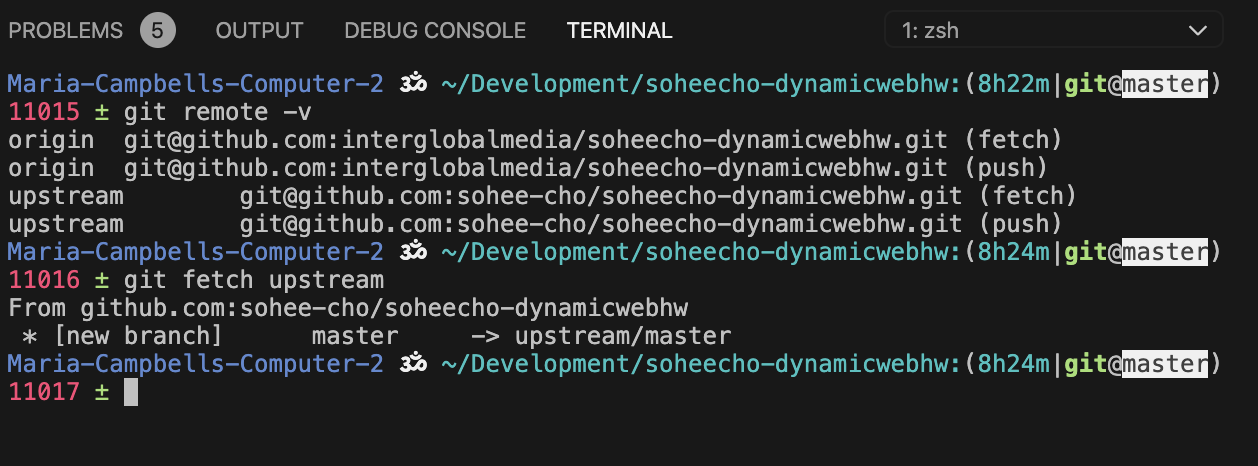 PROBLEMS 5 OUTPUT DEBUG CONSOLE TERMINAL 1: zsh
Maria-Campbells-Computer-2 ॐ ~/Development/soheecho-dynamicwebhw:(8h22m|git@master)
11015 ± git remote -v
origin  git@github.com:interglobalmedia/soheecho-dynamicwebhw.git (fetch)
origin  git@github.com:interglobalmedia/soheecho-dynamicwebhw.git (push)
upstream        git@github.com:sohee-cho/soheecho-dynamicwebhw.git (fetch)
upstream        git@github.com:sohee-cho/soheecho-dynamicwebhw.git (push)
Maria-Campbells-Computer-2 ॐ ~/Development/soheecho-dynamicwebhw:(8h24m|git@master)
11016 ± git fetch upstream
From github.com:sohee-cho/soheecho-dynamicwebhw
 * [new branch]      master     -> upstream/master
Maria-Campbells-Computer-2 ॐ ~/Development/soheecho-dynamicwebhw:(8h24m|git@master)
11017 ±